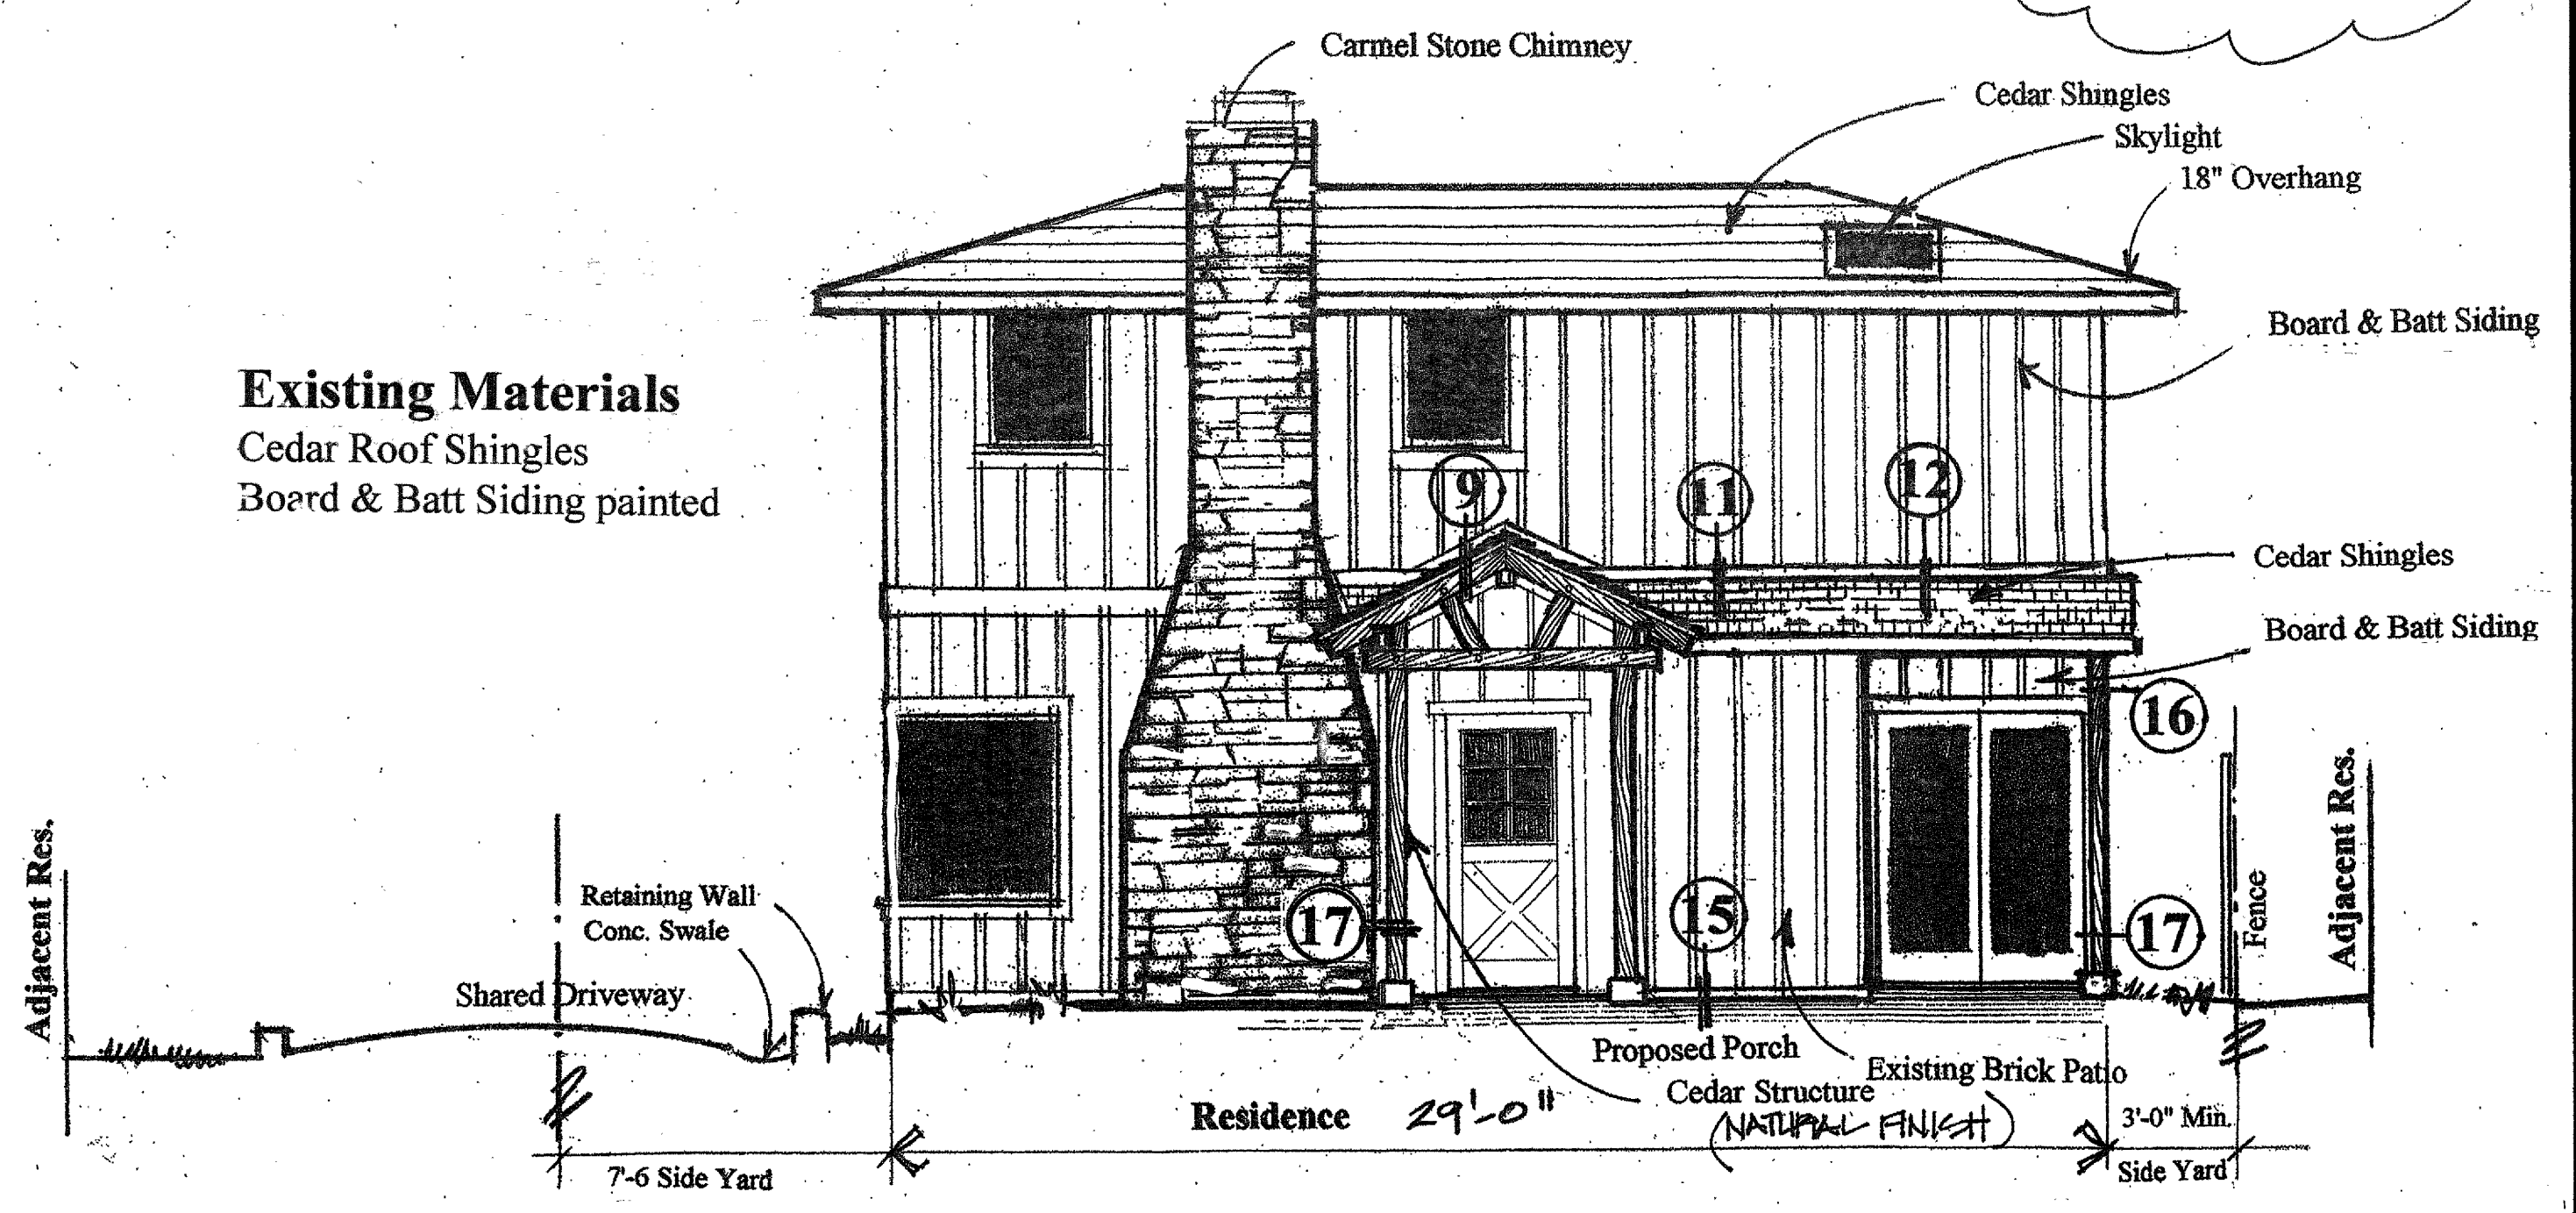 Carmel Stone Chimney
Cedar Shingles
Skylight
18" Overhang
Board & Batt Siding
Existing Materials
Cedar Roof Shingles
Board & Batt Siding painted
9
11
12
Cedar Shingles
Board & Batt Siding
16
Adjacent Res.
Retaining Wall
Conc. Swale
Shared Driveway
17
15
17
Fence
Adjacent Res.
Proposed Porch
Existing Brick Patio
Cedar Structure
(NATURAL FINISH)
Residence 29'-0"
3'-0" Min.
7'-6 Side Yard
Side Yard